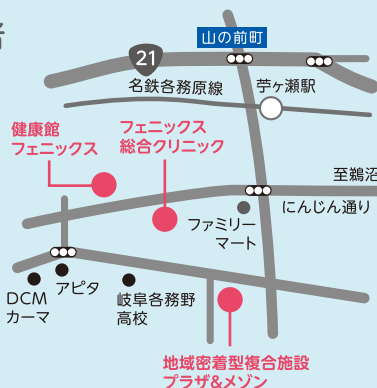 者
21
山の前町
名鉄各務原線
苧ヶ瀬駅
健康館
フェニックス
フェニックス
総合クリニック
至鵜沼
にんじん通り
ファミリー
マート
アピタ
DCM
カーマ
岐阜各務野
高校
地域密着型複合施設
プラザ&メゾン